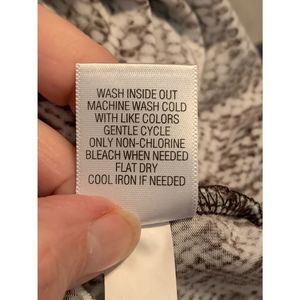 WASH INSIDE OUT
MACHINE WASH COLD
WITH LIKE COLORS
GENTLE CYCLE
ONLY NON-CHLORINE
BLEACH WHEN NEEDED
FLAT DRY
COOL IRON IF NEEDED